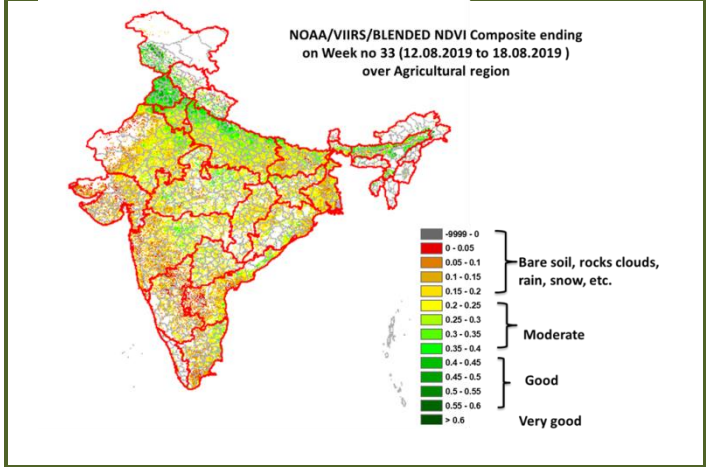 NOAA/VIIRS/BLENDED NDVI Composite ending
on Week no 33 (12.08.2019 to 18.08.2019 )
over Agricultural region
-9999 - 0
0 - 0.05
0.05 - 0.1
0.1 - 0.15
0.15 - 0.2
0.2 - 0.25
0.25 - 0.3
0.3 - 0.35
0.35 - 0.4
0.4 - 0.45
0.45 - 0.5
0.5 - 0.55
0.55 - 0.6
> 0.6
Bare soil, rocks clouds,
rain, snow, etc.
Moderate
Good
Very good